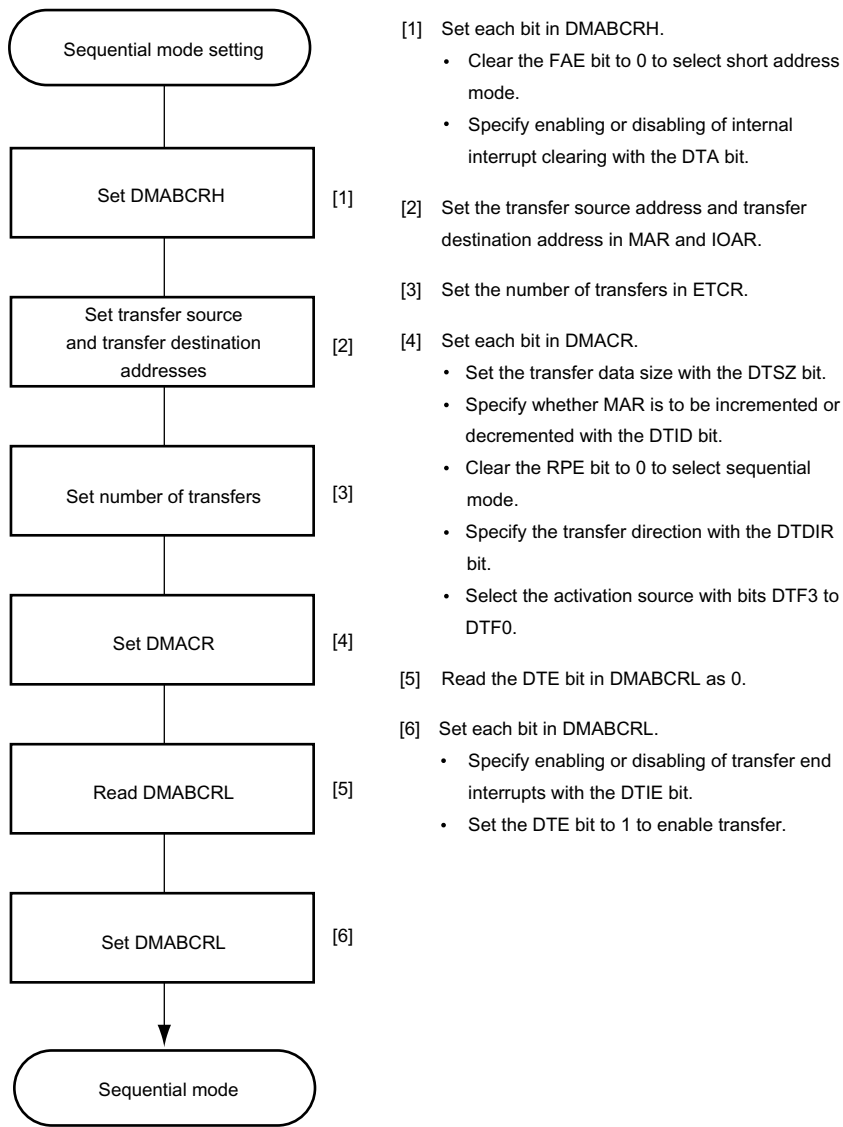 Sequential mode setting
Set DMABCRH
[1]
Set transfer source
and transfer destination
addresses
[2]
Set number of transfers
[3]
Set DMACR
[4]
Read DMABCRL
[5]
Set DMABCRL
[6]
Sequential mode
[1] Set each bit in DMABCRH.
• Clear the FAE bit to 0 to select short address
mode.
• Specify enabling or disabling of internal
interrupt clearing with the DTA bit.
[2] Set the transfer source address and transfer
destination address in MAR and IOAR.
[3] Set the number of transfers in ETCR.
[4] Set each bit in DMACR.
• Set the transfer data size with the DTSZ bit.
• Specify whether MAR is to be incremented or
decremented with the DTID bit.
• Clear the RPE bit to 0 to select sequential
mode.
• Specify the transfer direction with the DTDIR
bit.
• Select the activation source with bits DTF3 to
DTF0.
[5] Read the DTE bit in DMABCRL as 0.
[6] Set each bit in DMABCRL.
• Specify enabling or disabling of transfer end
interrupts with the DTIE bit.
• Set the DTE bit to 1 to enable transfer.